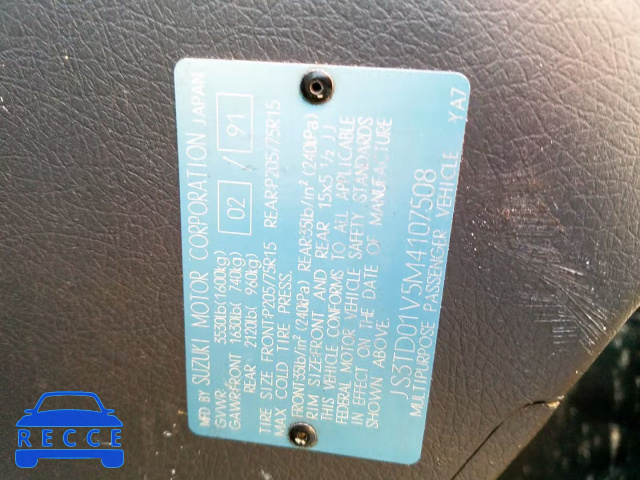 MFD BY SUZUKI MOTOR CORPORATION JAPAN
GVWR 3530lb(1600kg) 02 / 91
GAWR-FRONT 1630lb( 740kg)
REAR 2120lb( 960kg)
TIRE SIZE FRONT:P205/75R15 REAR:P205/75R15
MAX COLD TIRE PRESS.
FRONT:35lb/m² (240kPa) REAR:35lb/m² (240kPa)
RIM SIZE:FRONT AND REAR 15x5 ½ JJ
THIS VEHICLE CONFORMS TO ALL APPLICABLE
FEDERAL MOTOR VEHICLE SAFETY STANDARDS
IN EFFECT ON THE DATE OF MANUFACTURE
SHOWN ABOVE
JS3TD01V5M4107508
MULTIPURPOSE PASSENGER VEHICLE YA7
RECCE